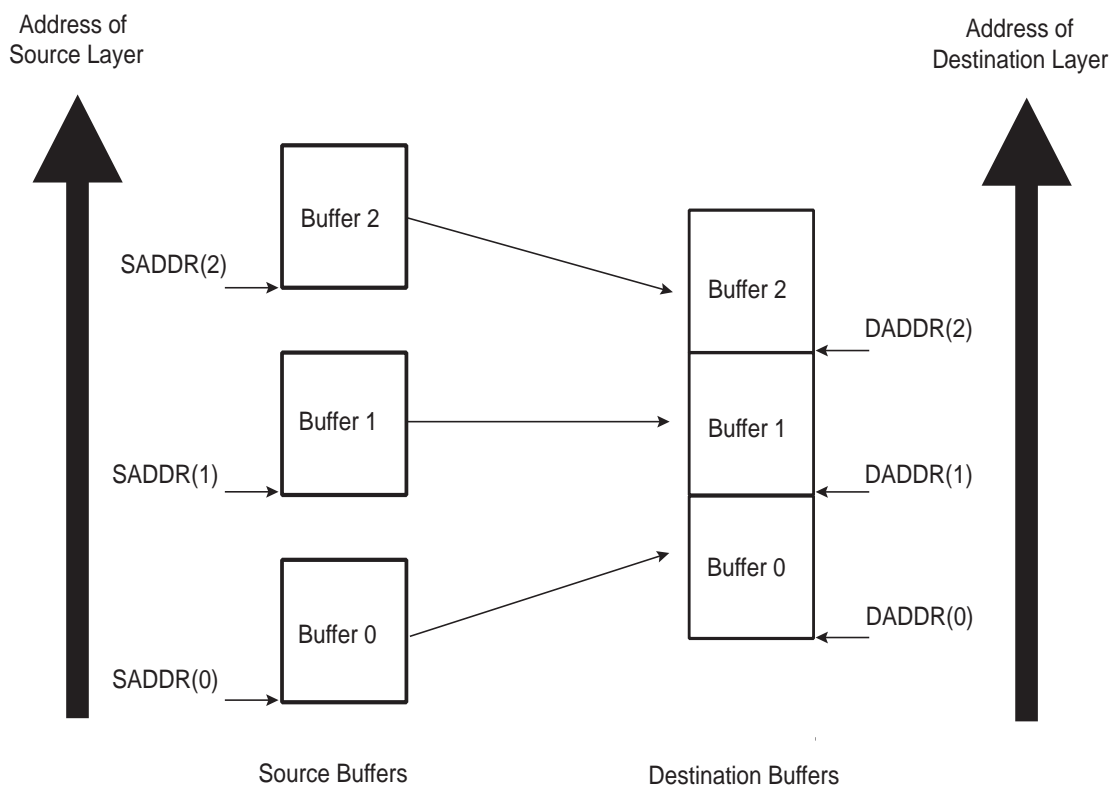 Address of
Source Layer
Address of
Destination Layer
Buffer 2
SADDR(2)
Buffer 2
DADDR(2)
Buffer 1
Buffer 1
SADDR(1)
DADDR(1)
Buffer 0
Buffer 0
DADDR(0)
SADDR(0)
Source Buffers
Destination Buffers